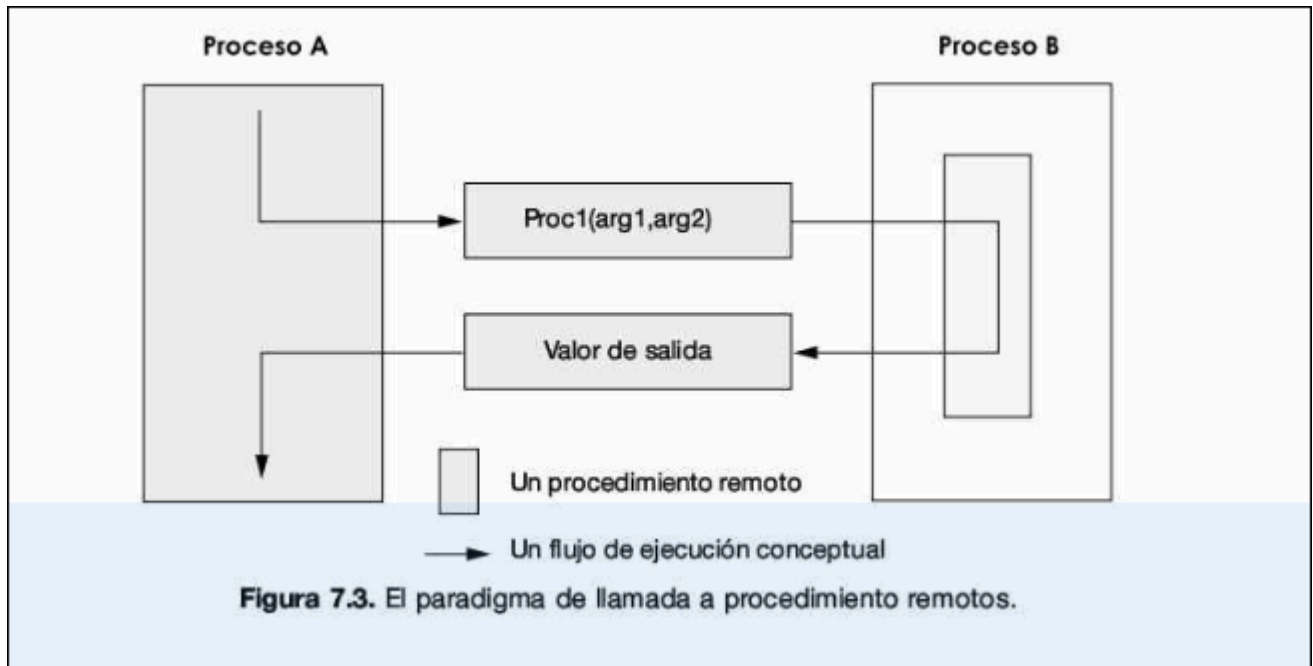 Proceso A
Proceso B
Proc1(arg1,arg2)
Valor de salida
Un procedimiento remoto
Un flujo de ejecución conceptual
Figura 7.3. El paradigma de llamada a procedimiento remotos.